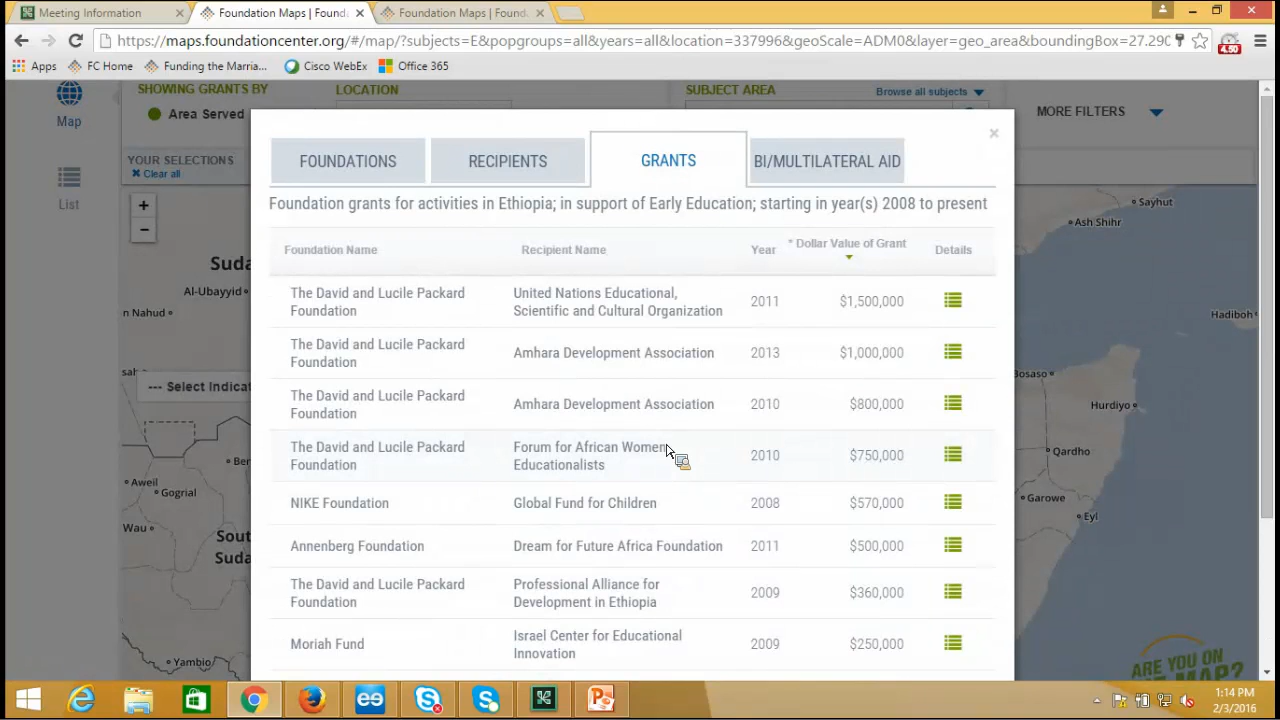 Meeting Information
Foundation Maps | Found
Foundation Maps | Found
https://maps.foundationcenter.org/#/map/?subjects=E&popgroups=all&years=all&location=337996&geoScale=ADM0&layer=geo_area&boundingBox=27.290
4.50
Apps
FC Home
Funding the Marria...
Cisco WebEx
Office 365
SHOWING GRANTS BY
LOCATION
SUBJECT AREA
Browse all subjects
Map
Area Served
MORE FILTERS
YOUR SELECTIONS
Clear all
List
FOUNDATIONS
RECIPIENTS
GRANTS
BI/MULTILATERAL AID
Foundation grants for activities in Ethiopia; in support of Early Education; starting in year(s) 2008 to present
Foundation Name
Recipient Name
Year
* Dollar Value of Grant
Details
The David and Lucile Packard
Foundation
United Nations Educational,
Scientific and Cultural Organization
2011
$1,500,000
The David and Lucile Packard
Foundation
Amhara Development Association
2013
$1,000,000
The David and Lucile Packard
Foundation
Amhara Development Association
2010
$800,000
The David and Lucile Packard
Foundation
Forum for African Women
Educationalists
2010
$750,000
NIKE Foundation
Global Fund for Children
2008
$570,000
Annenberg Foundation
Dream for Future Africa Foundation
2011
$500,000
The David and Lucile Packard
Foundation
Professional Alliance for
Development in Ethiopia
2009
$360,000
Moriah Fund
Israel Center for Educational
Innovation
2009
$250,000
Suda
Al-Ubayyid
n Nahud
--- Select Indicat
Ber
Aweil
Gogrial
Wau
Sout
Suda
Yambio
Sayhut
Ash Shihr
Hadiboh
Bosaso
Hurdiyo
Qardho
Garowe
Eyl
ARE YOU ON
MAP?
1:14 PM
2/3/2016